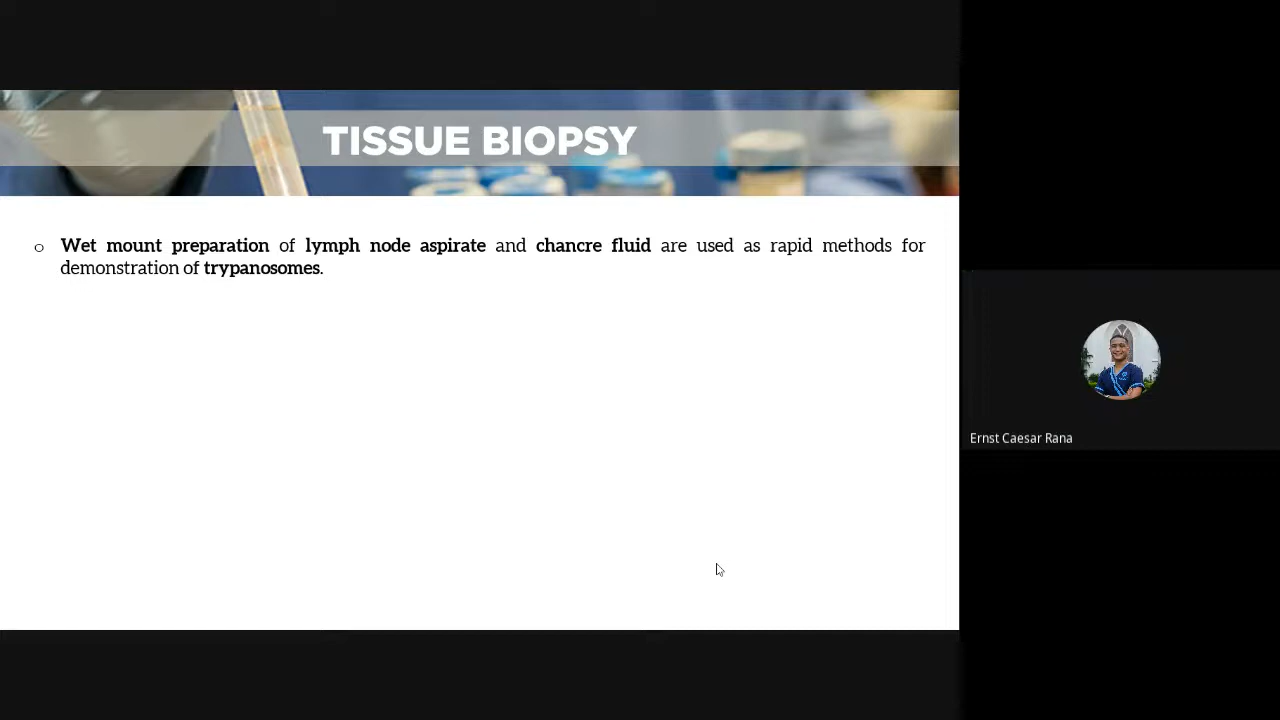 TISSUE BIOPSY
o Wet mount preparation of lymph node aspirate and chancre fluid are used as rapid methods for
demonstration of trypanosomes.
Ernst Caesar Rana